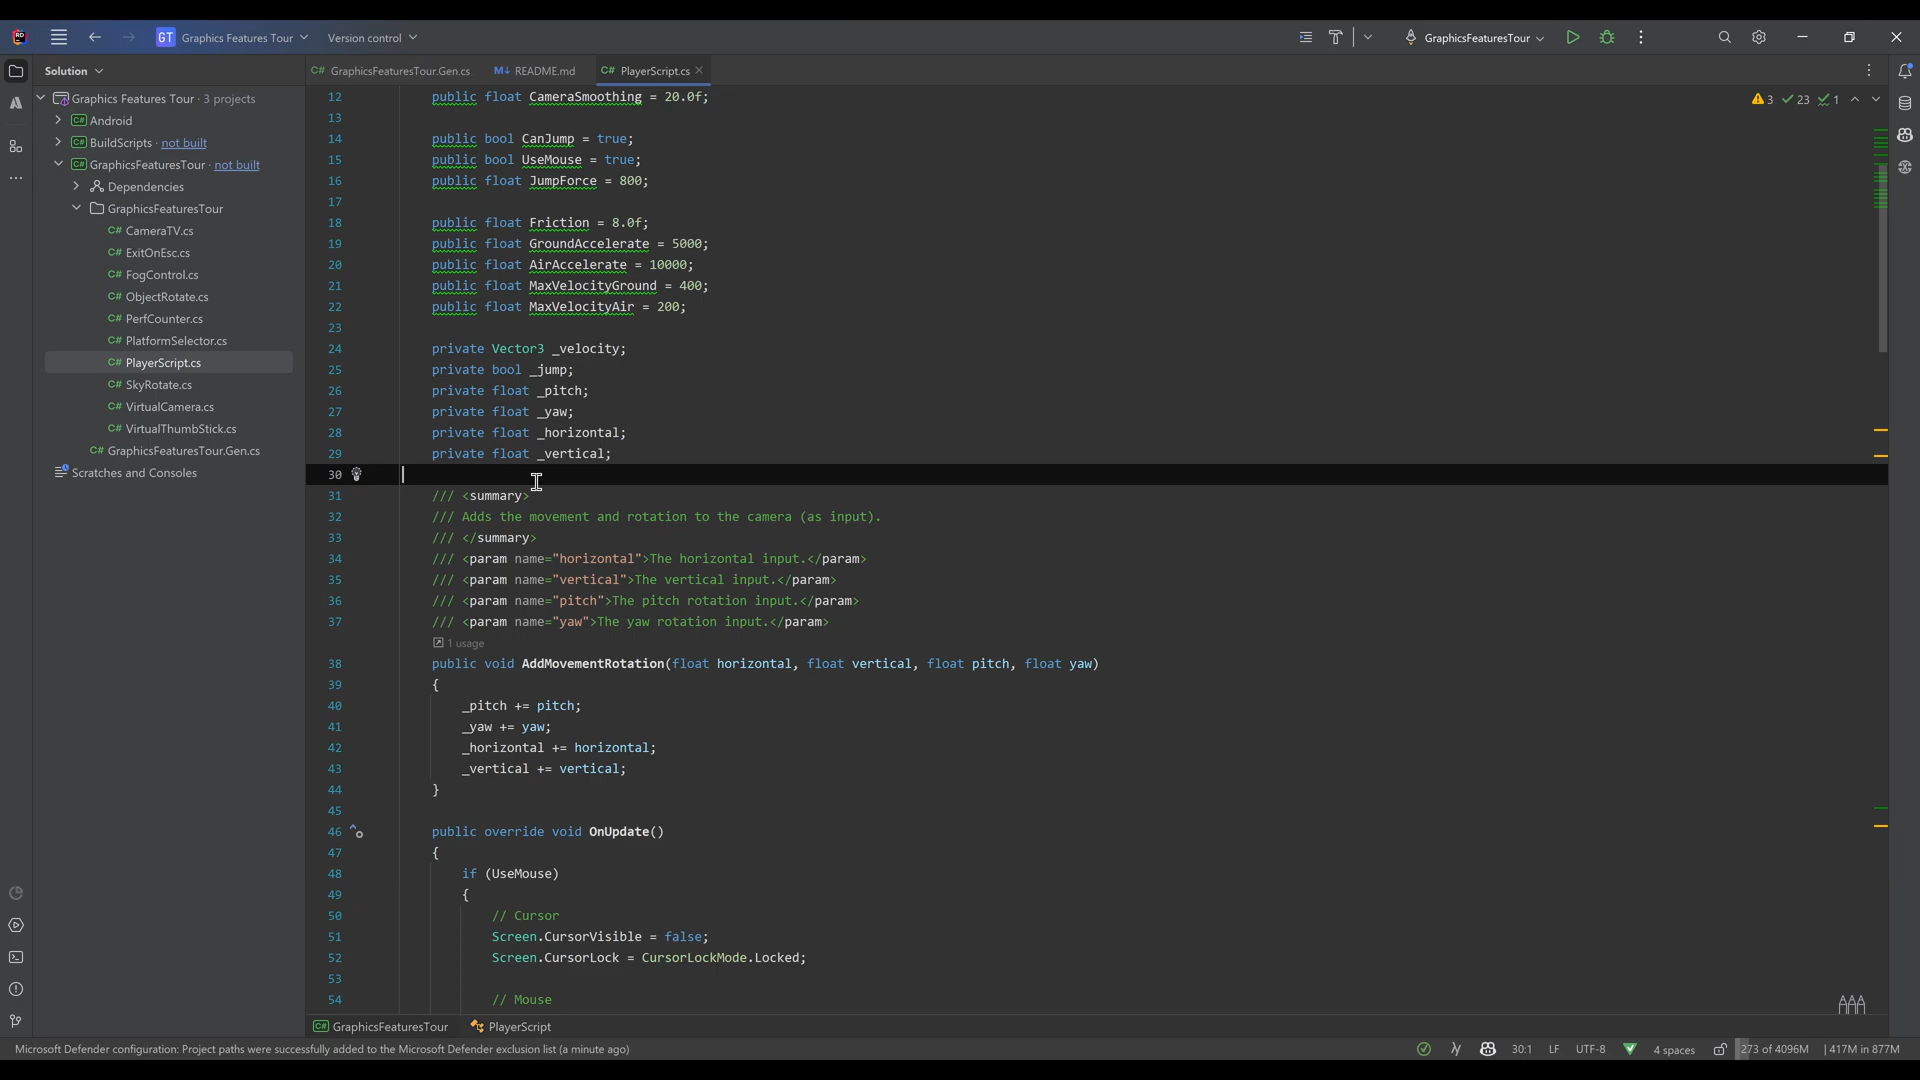 GT Graphics Features Tour Version control GraphicsFeaturesTour
Solution
Graphics Features Tour · 3 projects
C# Android
C# BuildScripts · not built
C# GraphicsFeaturesTour · not built
Dependencies
GraphicsFeaturesTour
C# CameraTV.cs
C# ExitOnEsc.cs
C# FogControl.cs
C# ObjectRotate.cs
C# PerfCounter.cs
C# PlatformSelector.cs
C# PlayerScript.cs
C# SkyRotate.cs
C# VirtualCamera.cs
C# VirtualThumbStick.cs
C# GraphicsFeaturesTour.Gen.cs
Scratches and Consoles
C# GraphicsFeaturesTour.Gen.cs M↓ README.md C# PlayerScript.cs
3 23 1
12 public float CameraSmoothing = 20.0f;
13
14 public bool CanJump = true;
15 public bool UseMouse = true;
16 public float JumpForce = 800;
17
18 public float Friction = 8.0f;
19 public float GroundAccelerate = 5000;
20 public float AirAccelerate = 10000;
21 public float MaxVelocityGround = 400;
22 public float MaxVelocityAir = 200;
23
24 private Vector3 _velocity;
25 private bool _jump;
26 private float _pitch;
27 private float _yaw;
28 private float _horizontal;
29 private float _vertical;
30
31 /// <summary>
32 /// Adds the movement and rotation to the camera (as input).
33 /// </summary>
34 /// <param name="horizontal">The horizontal input.</param>
35 /// <param name="vertical">The vertical input.</param>
36 /// <param name="pitch">The pitch rotation input.</param>
37 /// <param name="yaw">The yaw rotation input.</param>
1 usage
38 public void AddMovementRotation(float horizontal, float vertical, float pitch, float yaw)
39 {
40 _pitch += pitch;
41 _yaw += yaw;
42 _horizontal += horizontal;
43 _vertical += vertical;
44 }
45
46 public override void OnUpdate()
47 {
48 if (UseMouse)
49 {
50 // Cursor
51 Screen.CursorVisible = false;
52 Screen.CursorLock = CursorLockMode.Locked;
53
54 // Mouse
C# GraphicsFeaturesTour PlayerScript
Microsoft Defender configuration: Project paths were successfully added to the Microsoft Defender exclusion list (a minute ago) 30:1 LF UTF-8 4 spaces 273 of 4096M | 417M in 877M